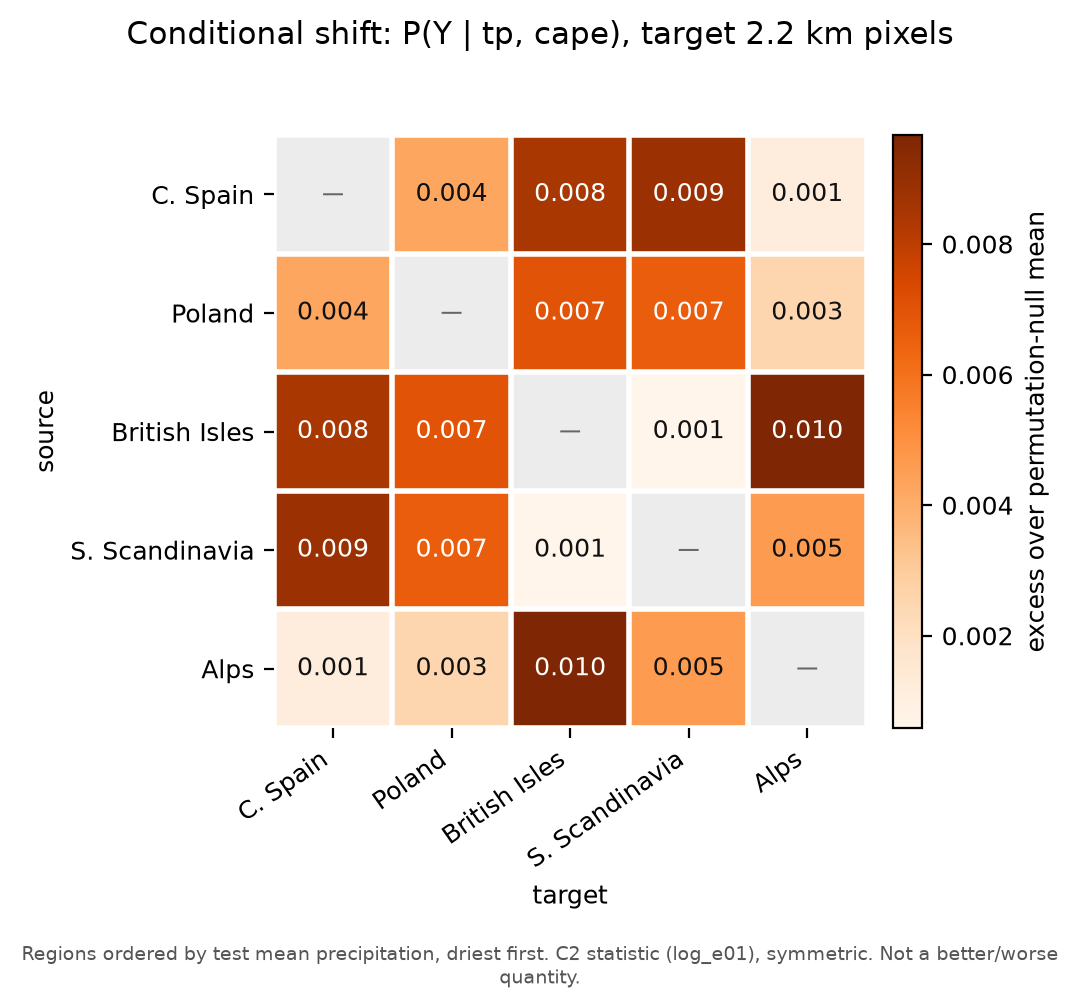 Conditional shift: P(Y | tp, cape), target 2.2 km pixels
C. Spain — 0.004 0.008 0.009 0.001
Poland 0.004 — 0.007 0.007 0.003
British Isles 0.008 0.007 — 0.001 0.010
S. Scandinavia 0.009 0.007 0.001 — 0.005
Alps 0.001 0.003 0.010 0.005 —
source
C. Spain Poland British Isles S. Scandinavia Alps
target
0.008
0.006
0.004
0.002
excess over permutation-null mean
Regions ordered by test mean precipitation, driest first. C2 statistic (log_e01), symmetric. Not a better/worse
quantity.